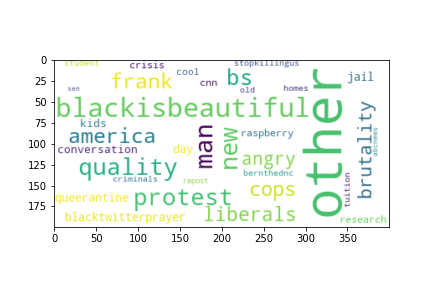 0
25
50
75
100
125
150
175
0 50 100 150 200 250 300 350
student crisis cool stopkillingus
sen frank cnn bs old homes jail
blackisbeautiful other
kids america man new raspberry brutality abcnews
conversation day angry
quality bernthednc
criminals repost cops tuition
queerantine protest
blacktwitterprayer liberals research